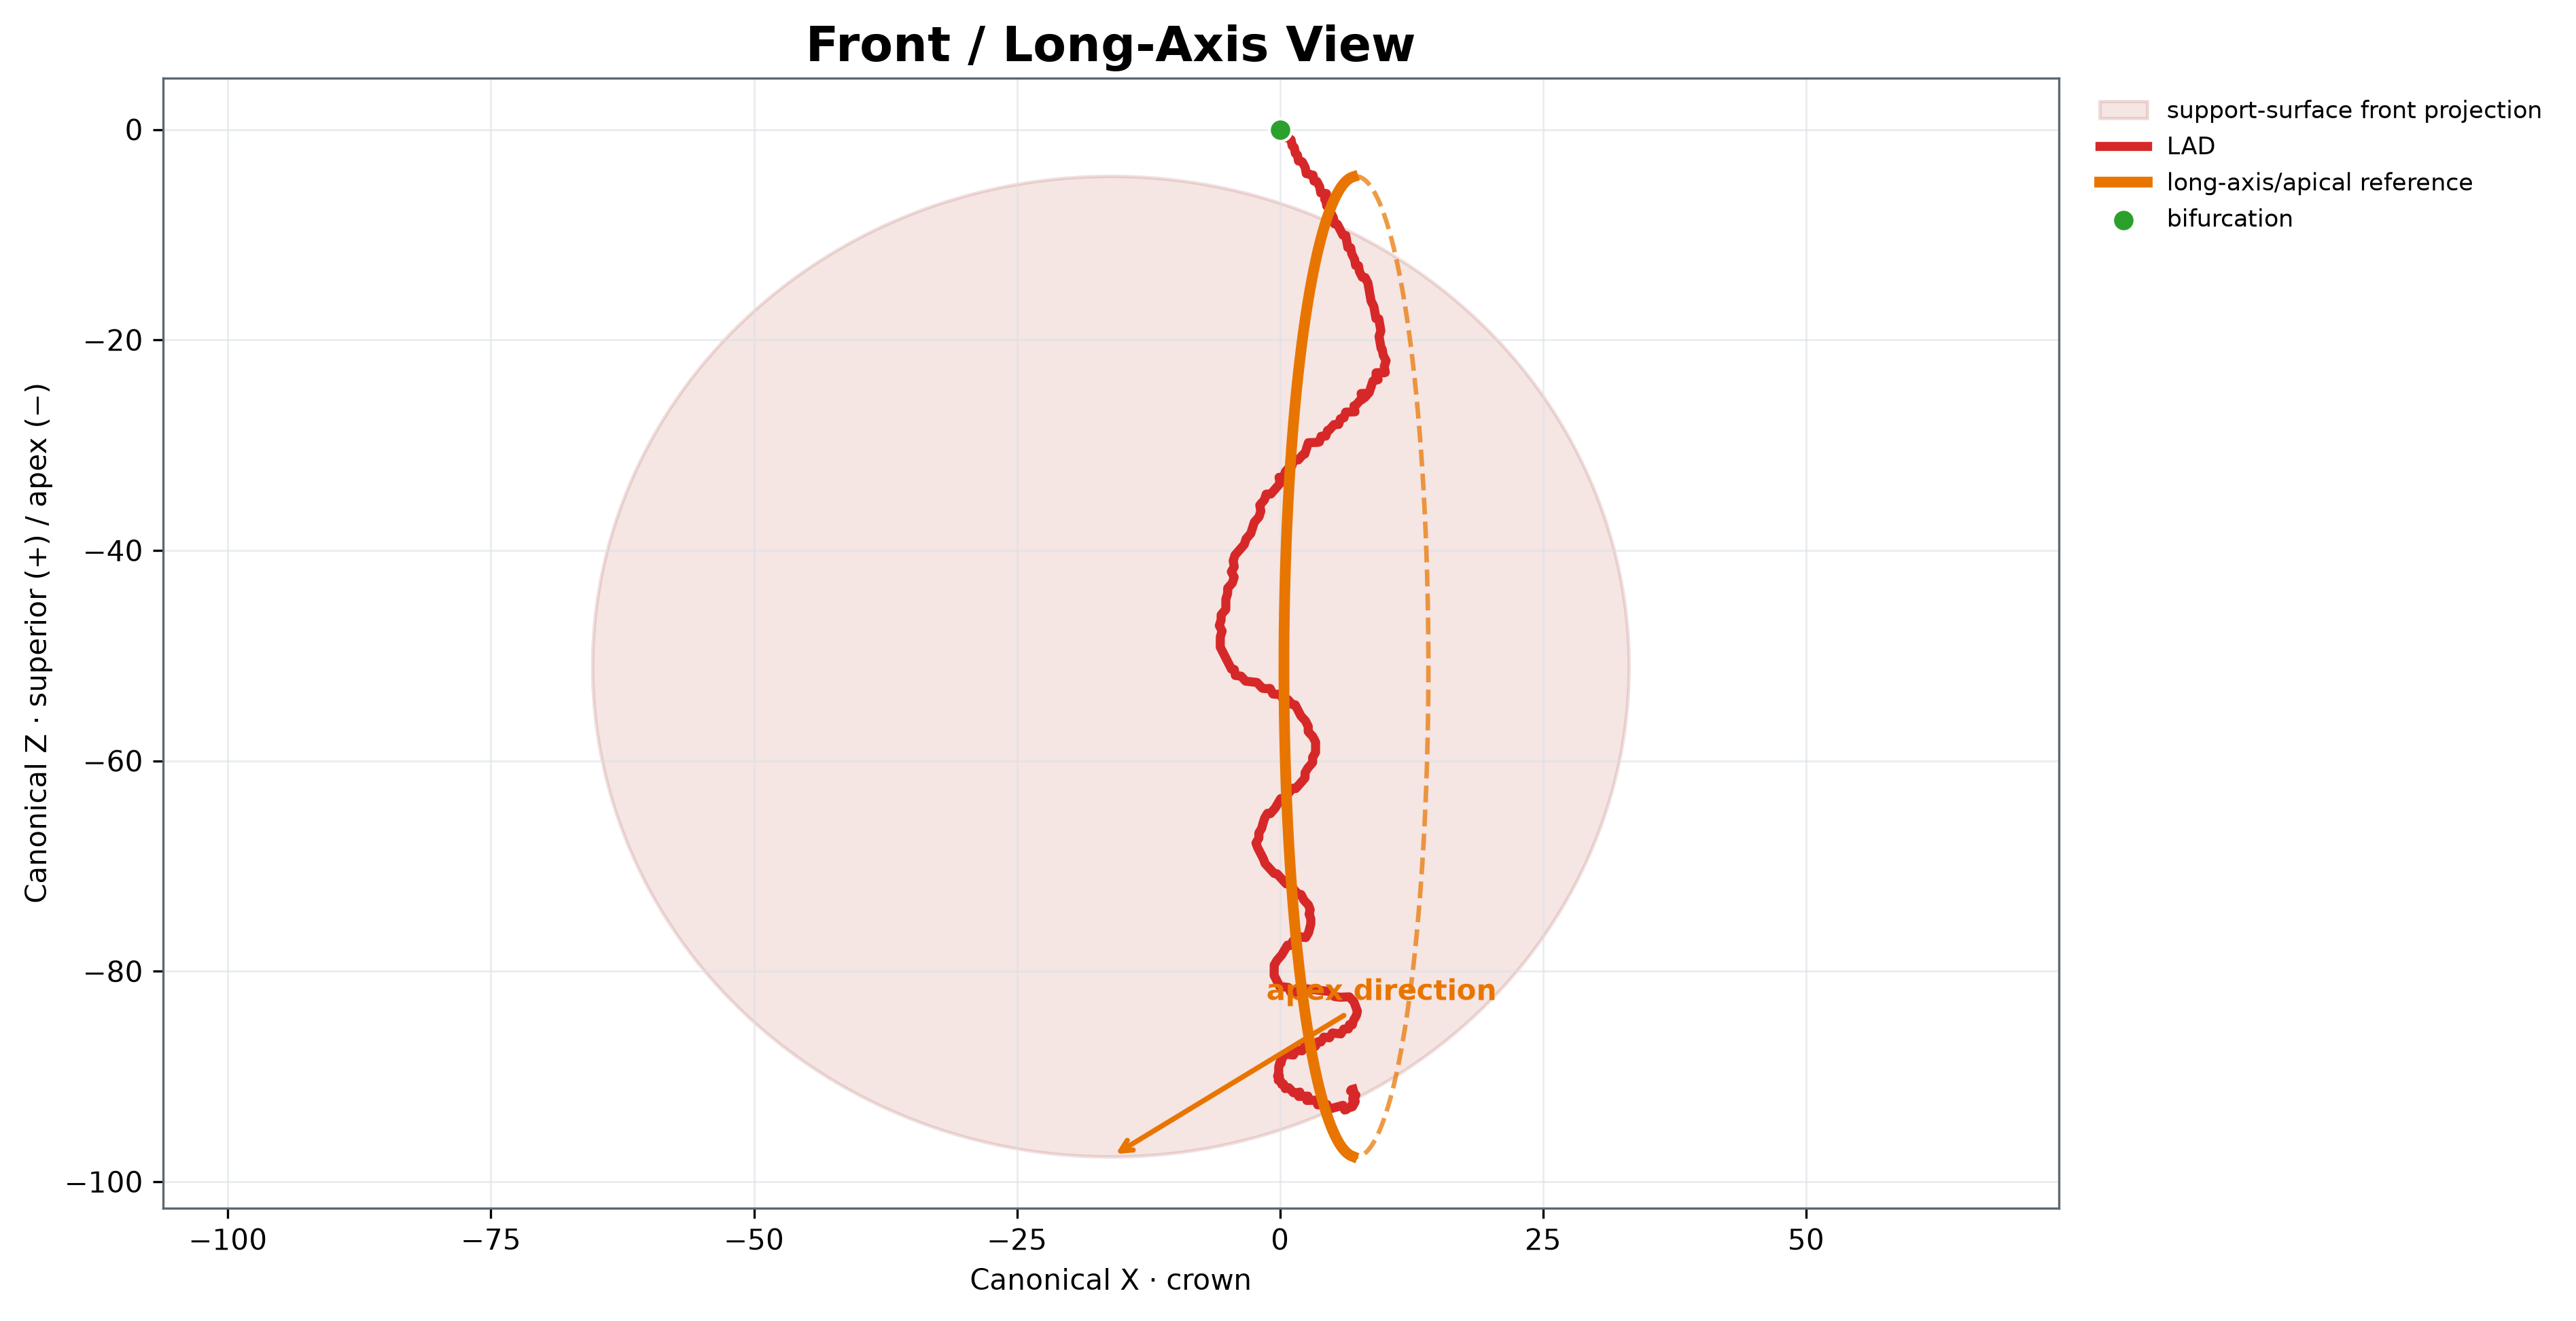 Front / Long-Axis View
support-surface front projection
LAD
long-axis/apical reference
bifurcation
Canonical Z · superior (+) / apex (−)
0
−20
−40
−60
−80
−100
apex direction
−100
−75
−50
−25
0
25
50
Canonical X · crown